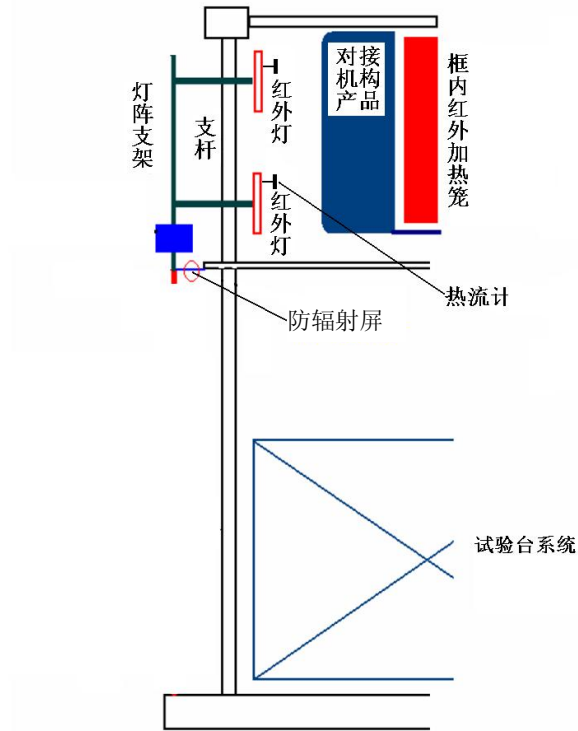 灯阵支架
支杆
红外灯
红外灯
对接
机构
产品
框内红外加热笼
热流计
防辐射屏
试验台系统